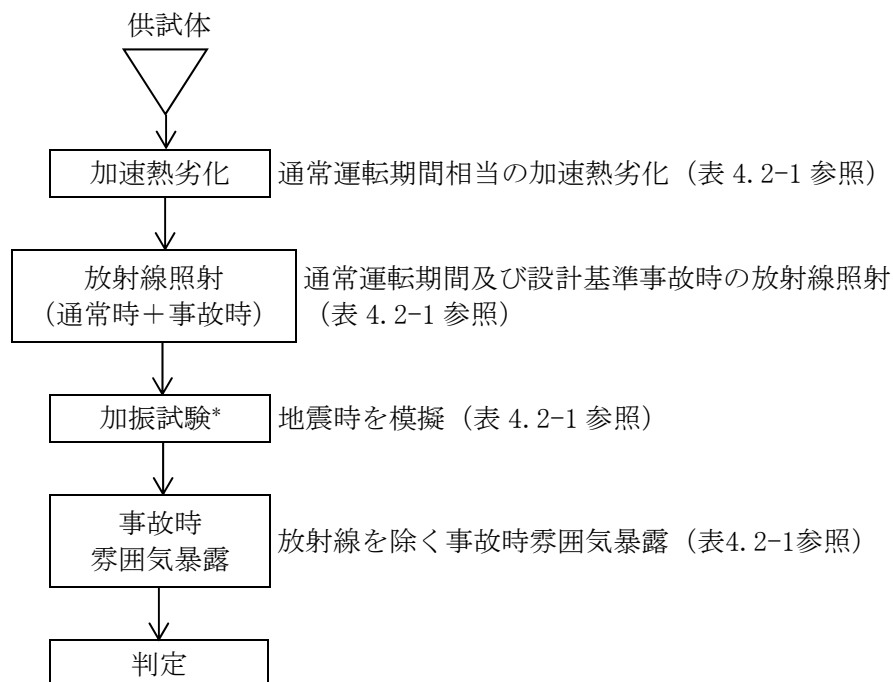 供試体
加速熱劣化
通常運転期間相当の加速熱劣化（表 4.2-1 参照）
放射線照射
（通常時＋事故時）
通常運転期間及び設計基準事故時の放射線照射
（表 4.2-1 参照）
加振試験*
地震時を模擬（表 4.2-1 参照）
事故時
雰囲気暴露
放射線を除く事故時雰囲気暴露（表4.2-1参照）
判定